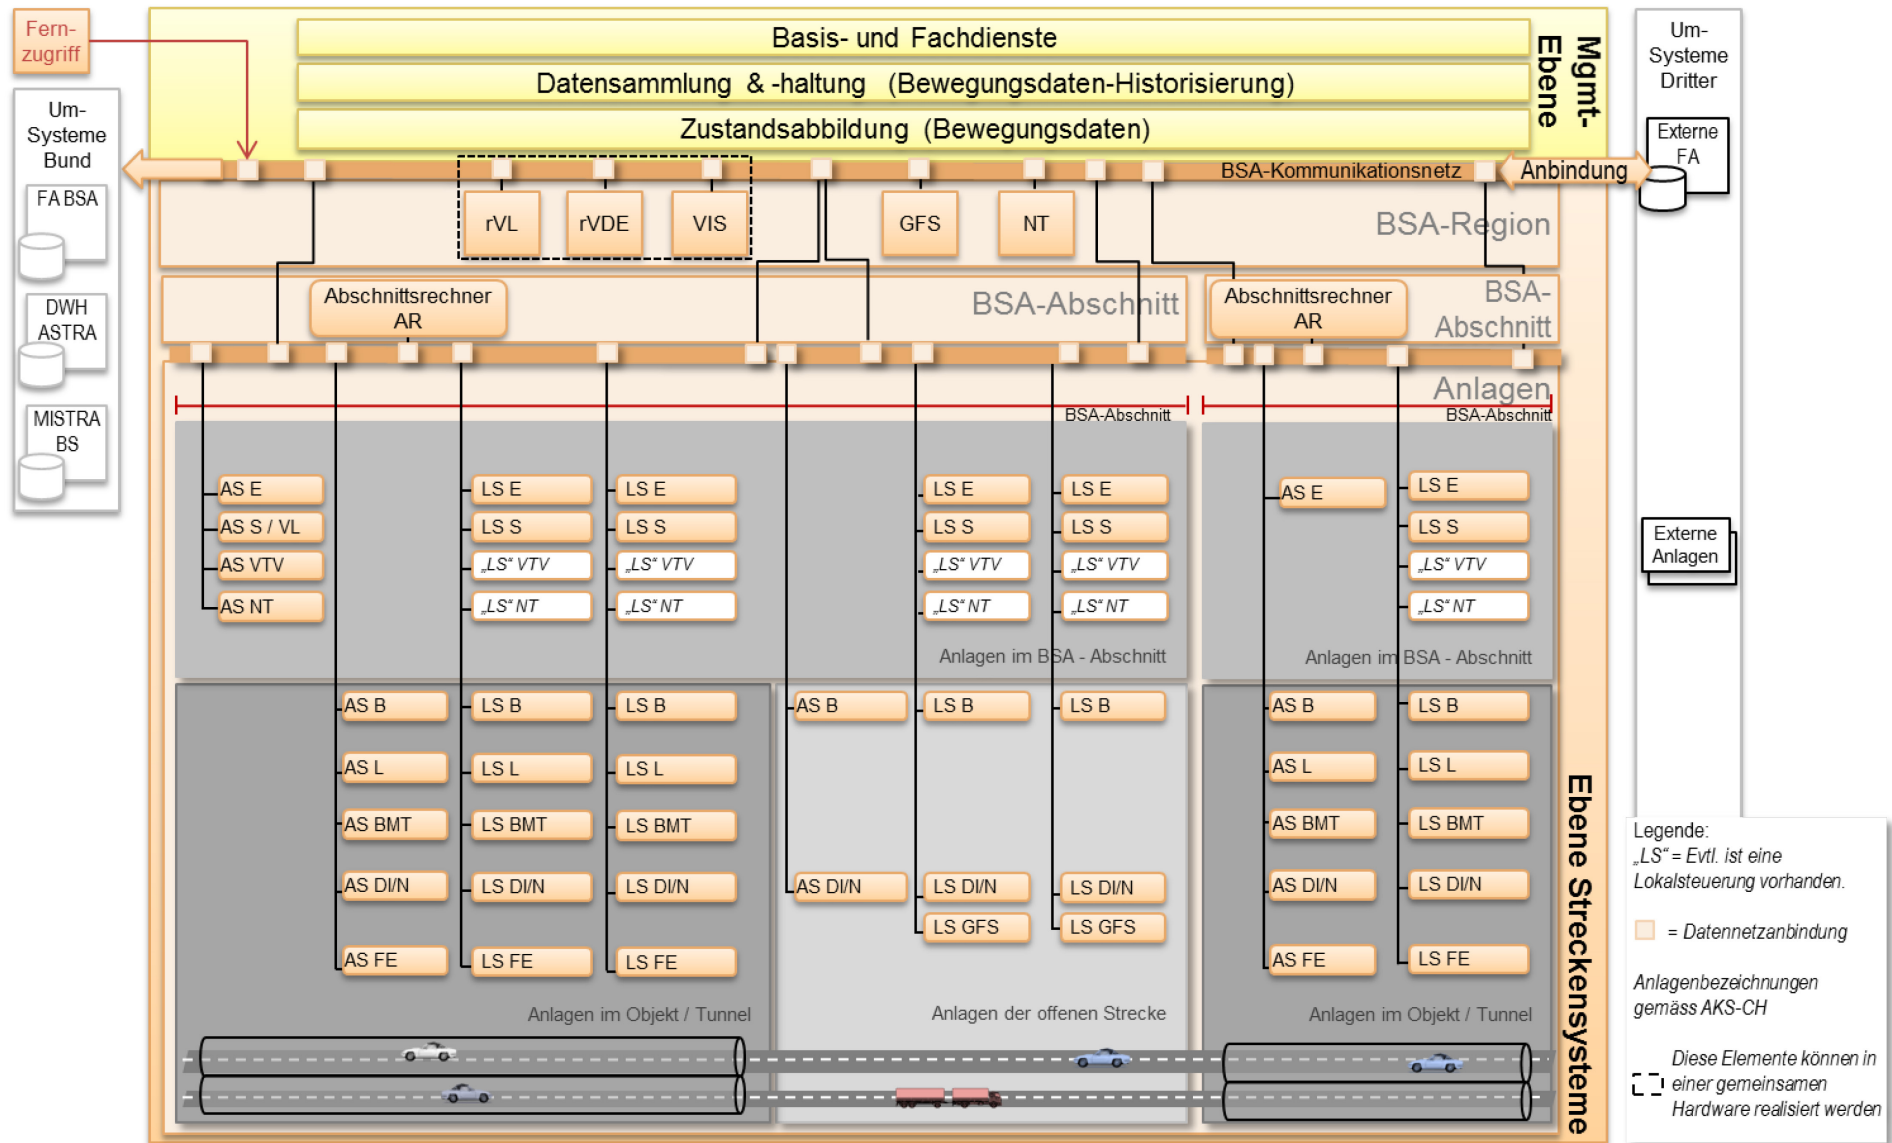 Fern-
zugriff
Um-
Systeme
Bund
FA BSA
DWH
ASTRA
MISTRA
BS
Basis- und Fachdienste
Datensammlung & -haltung (Bewegungsdaten-Historisierung)
Zustandsabbildung (Bewegungsdaten)
Mgmt-
Ebene
BSA-Kommunikationsnetz
Anbindung
Um-
Systeme
Dritter
Externe
FA
Externe
Anlagen
rVL
rVDE
VIS
GFS
NT
BSA-Region
Abschnittsrechner
AR
BSA-Abschnitt
Abschnittsrechner
AR
BSA-
Abschnitt
Anlagen
BSA-Abschnitt
BSA-Abschnitt
AS E
AS S / VL
AS VTV
AS NT
LS E
LS S
„LS“ VTV
„LS“ NT
LS E
LS S
„LS“ VTV
„LS“ NT
LS E
LS S
„LS“ VTV
„LS“ NT
LS E
LS S
„LS“ VTV
„LS“ NT
Anlagen im BSA - Abschnitt
AS E
LS E
LS S
„LS“ VTV
„LS“ NT
Anlagen im BSA - Abschnitt
AS B
AS L
AS BMT
AS DI/N
AS FE
LS B
LS L
LS BMT
LS DI/N
LS FE
LS B
LS L
LS BMT
LS DI/N
LS FE
Anlagen im Objekt / Tunnel
AS B
AS DI/N
LS B
LS DI/N
LS GFS
LS B
LS DI/N
LS GFS
Anlagen der offenen Strecke
AS B
AS L
AS BMT
AS DI/N
AS FE
LS B
LS L
LS BMT
LS DI/N
LS FE
Anlagen im Objekt / Tunnel
Ebene Streckensysteme
Legende:
„LS“ = Evtl. ist eine
Lokalsteuerung vorhanden.
= Datennetzanbindung
Anlagenbezeichnungen
gemäss AKS-CH
Diese Elemente können in
einer gemeinsamen
Hardware realisiert werden